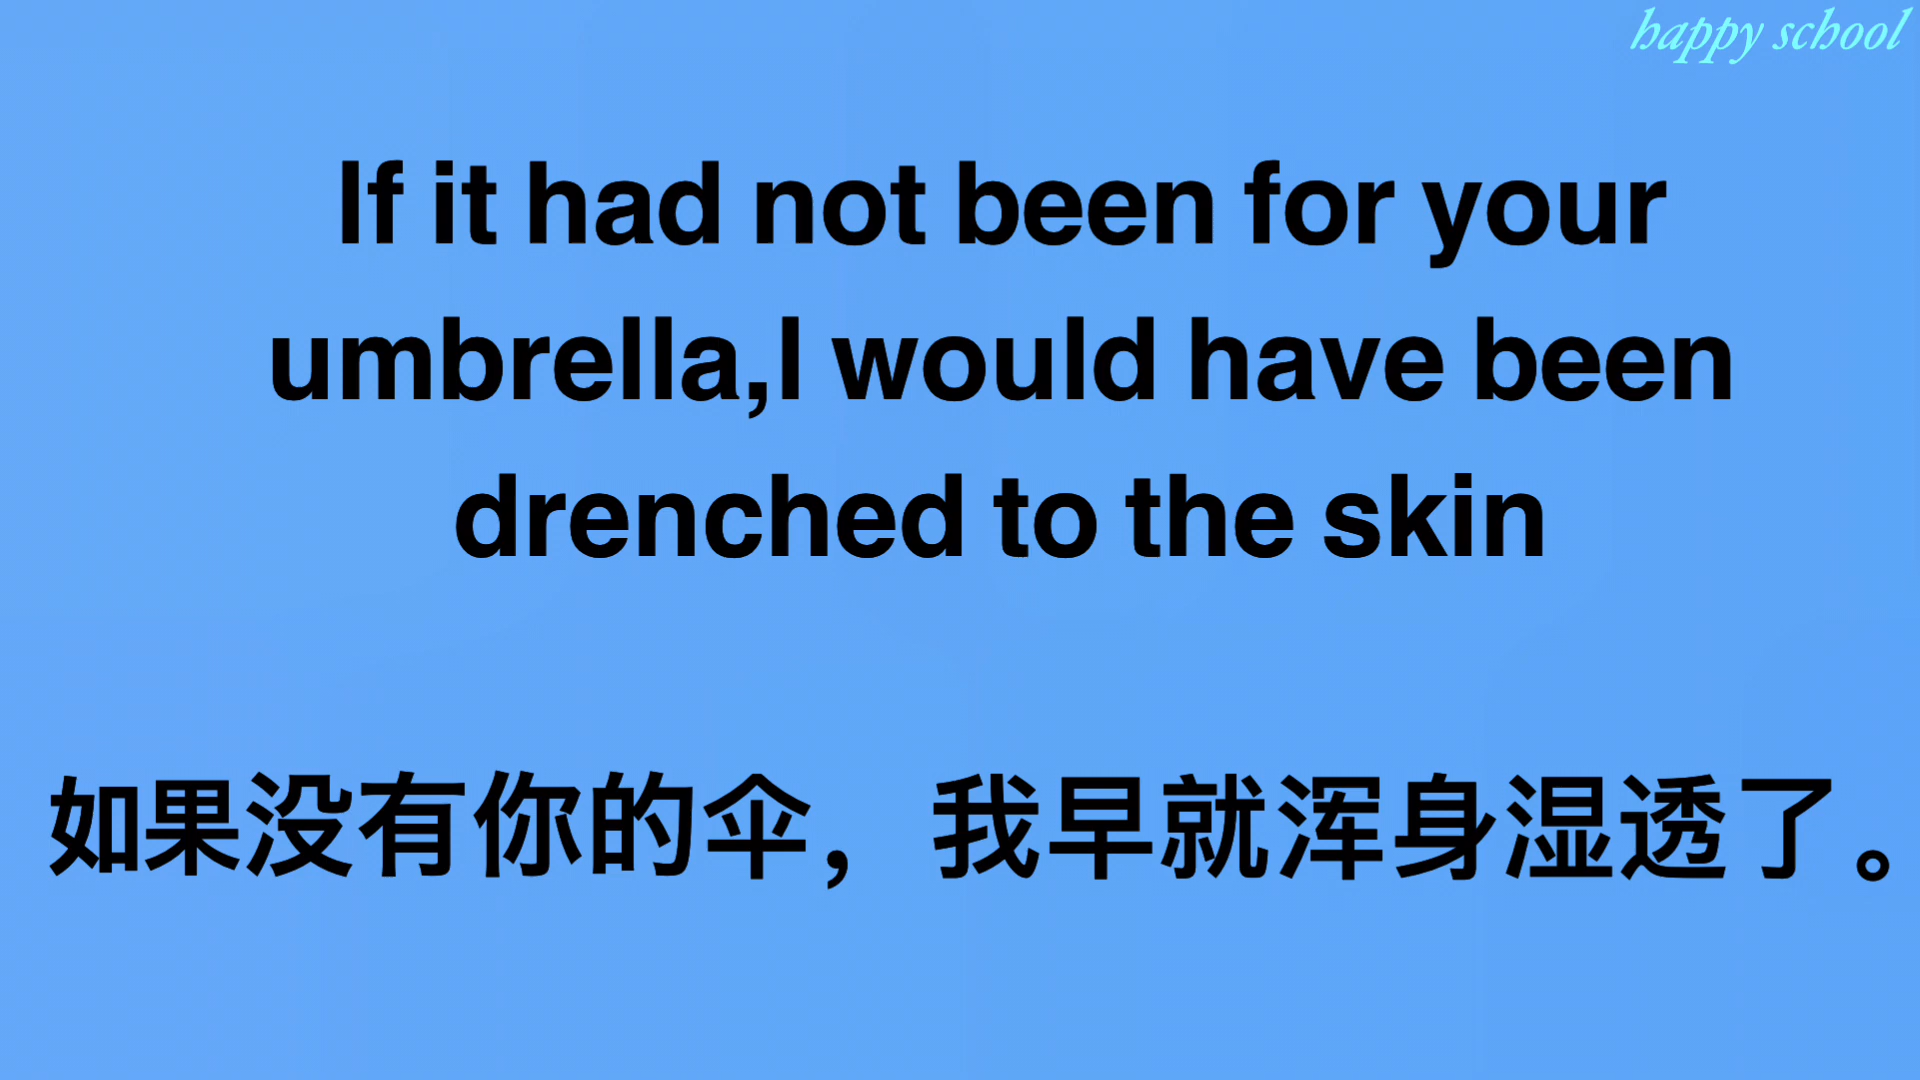 happy school
If it had not been for your
umbrella,I would have been
drenched to the skin
如果没有你的伞，我早就浑身湿透了。